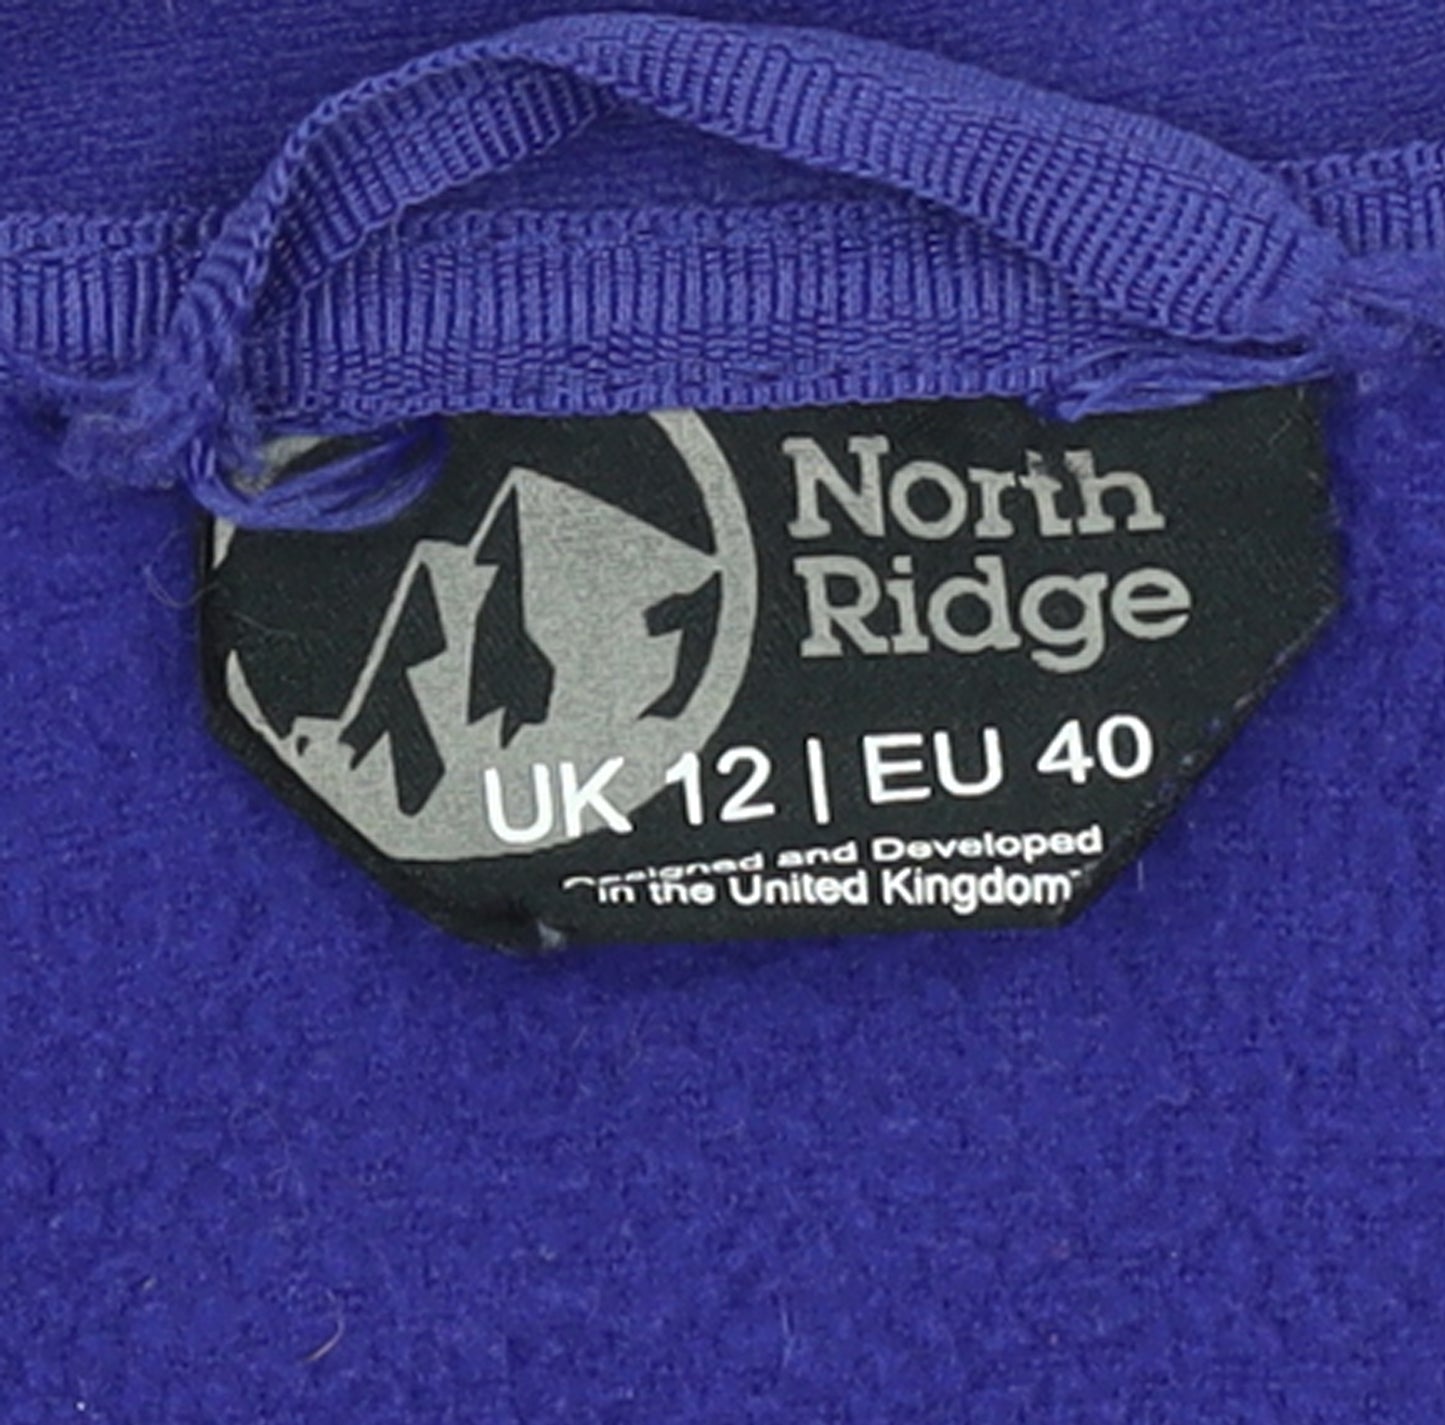 North
Ridge
UK 12 | EU 40
Designed and Developed
in the United Kingdom